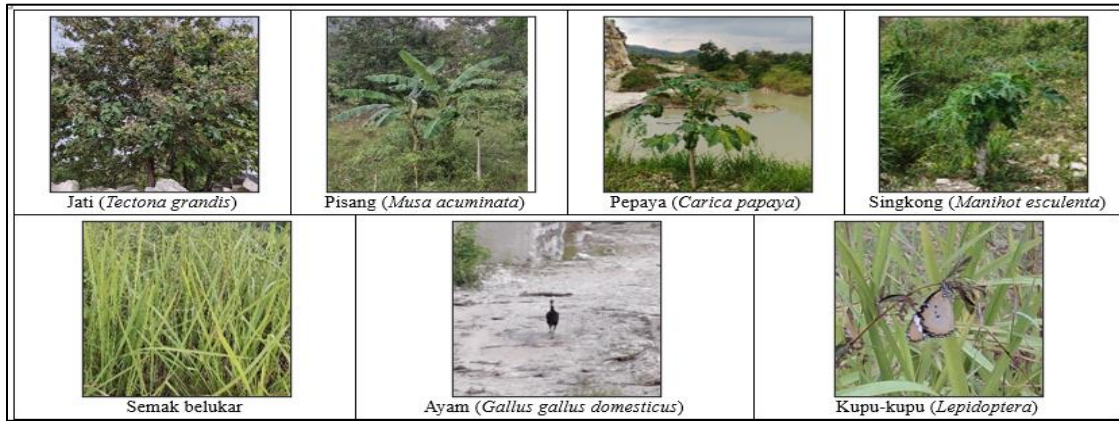 Jati (Tectona grandis)
Pisang (Musa acuminata)
Pepaya (Carica papaya)
Singkong (Manihot esculenta)
Semak belukar
Ayam (Gallus gallus domesticus)
Kupu-kupu (Lepidoptera)